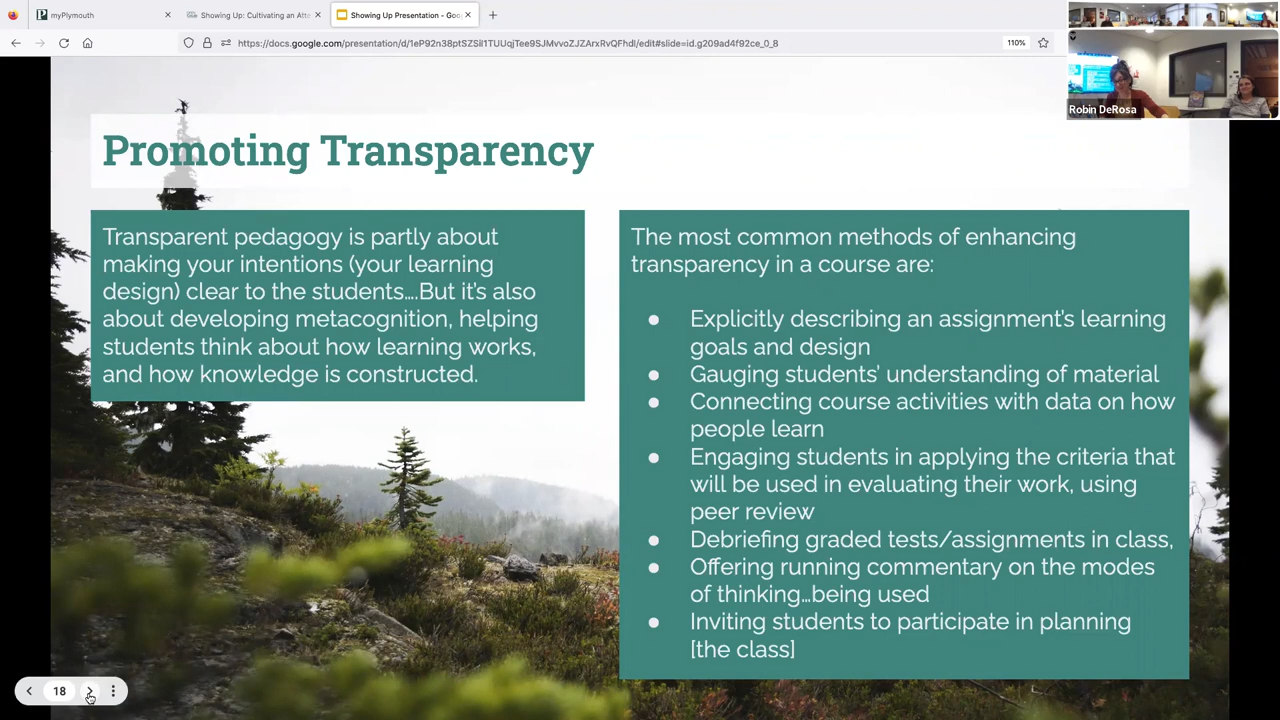 myPlymouth
Showing Up: Cultivating an Atte
Showing Up Presentation - Goo
https://docs.google.com/presentation/d/1eP92n38ptSZSil1TUUqjTee9SJMvvoZJZArxRvQFhdI/edit#slide=id.g209ad4f92ce_0_8
110%
Robin DeRosa
Promoting Transparency
Transparent pedagogy is partly about
making your intentions (your learning
design) clear to the students....But it's also
about developing metacognition, helping
students think about how learning works,
and how knowledge is constructed.
The most common methods of enhancing
transparency in a course are:
● Explicitly describing an assignment's learning
goals and design
● Gauging students' understanding of material
● Connecting course activities with data on how
people learn
● Engaging students in applying the criteria that
will be used in evaluating their work, using
peer review
● Debriefing graded tests/assignments in class,
● Offering running commentary on the modes
of thinking...being used
● Inviting students to participate in planning
[the class]
18